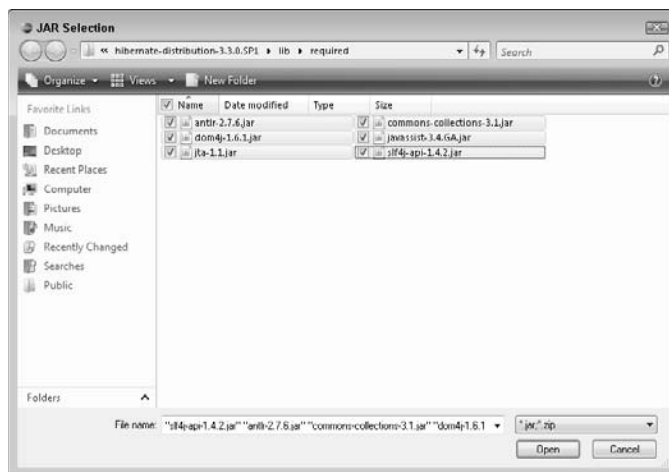 JAR Selection
« hibernate-distribution-3.3.0.SP1 ▸ lib ▸ required
Search
Organize
Views
New Folder
Favorite Links
Documents
Desktop
Recent Places
Computer
Pictures
Music
Recently Changed
Searches
Public
Folders
Name Date modified Type Size
antlr-2.7.6.jar
commons-collections-3.1.jar
dom4j-1.6.1.jar
javassist-3.4.GA.jar
jta-1.1.jar
slf4j-api-1.4.2.jar
File name: "slf4j-api-1.4.2.jar" "antlr-2.7.6.jar" "commons-collections-3.1.jar" "dom4j-1.6.1
*.jar;*.zip
Open Cancel